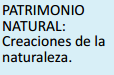 PATRIMONIO
NATURAL:
Creaciones de la
naturaleza.